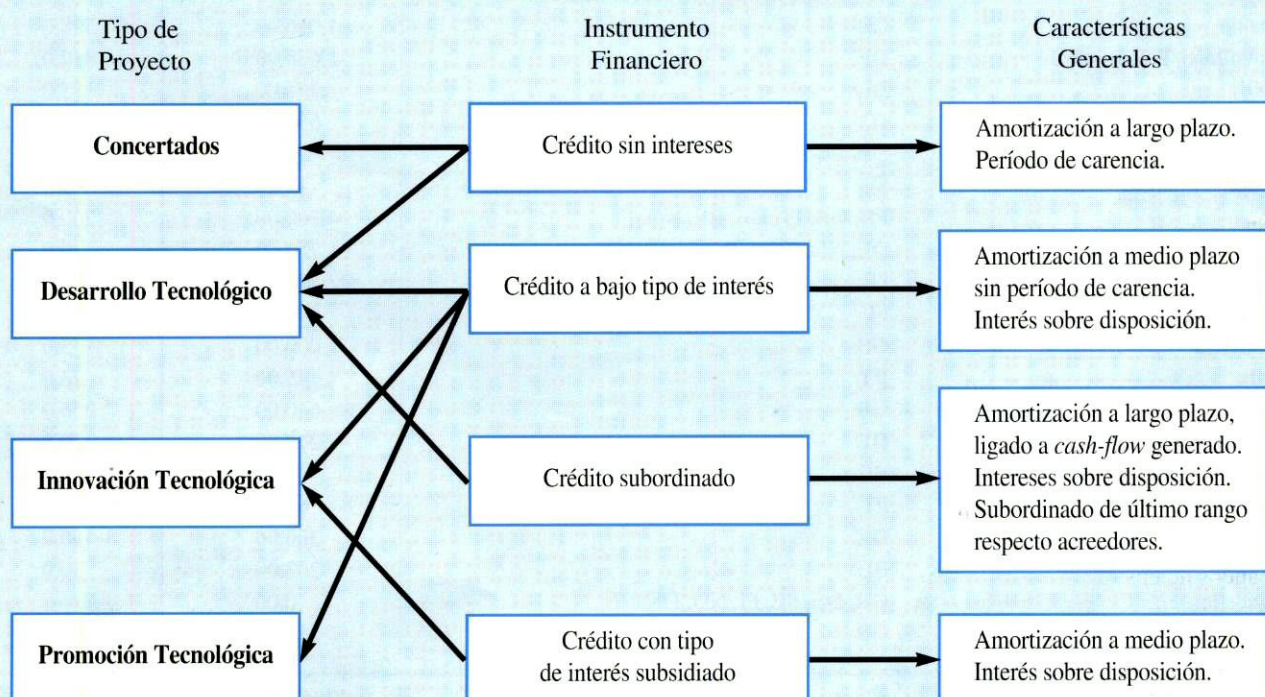 Tipo de
Proyecto
Instrumento
Financiero
Características
Generales
Concertados
Crédito sin intereses
Amortización a largo plazo.
Período de carencia.
Desarrollo Tecnológico
Crédito a bajo tipo de interés
Amortización a medio plazo
sin período de carencia.
Interés sobre disposición.
Innovación Tecnológica
Crédito subordinado
Amortización a largo plazo,
ligado a cash-flow generado.
Intereses sobre disposición.
Subordinado de último rango
respecto acreedores.
Promoción Tecnológica
Crédito con tipo
de interés subsidiado
Amortización a medio plazo.
Interés sobre disposición.